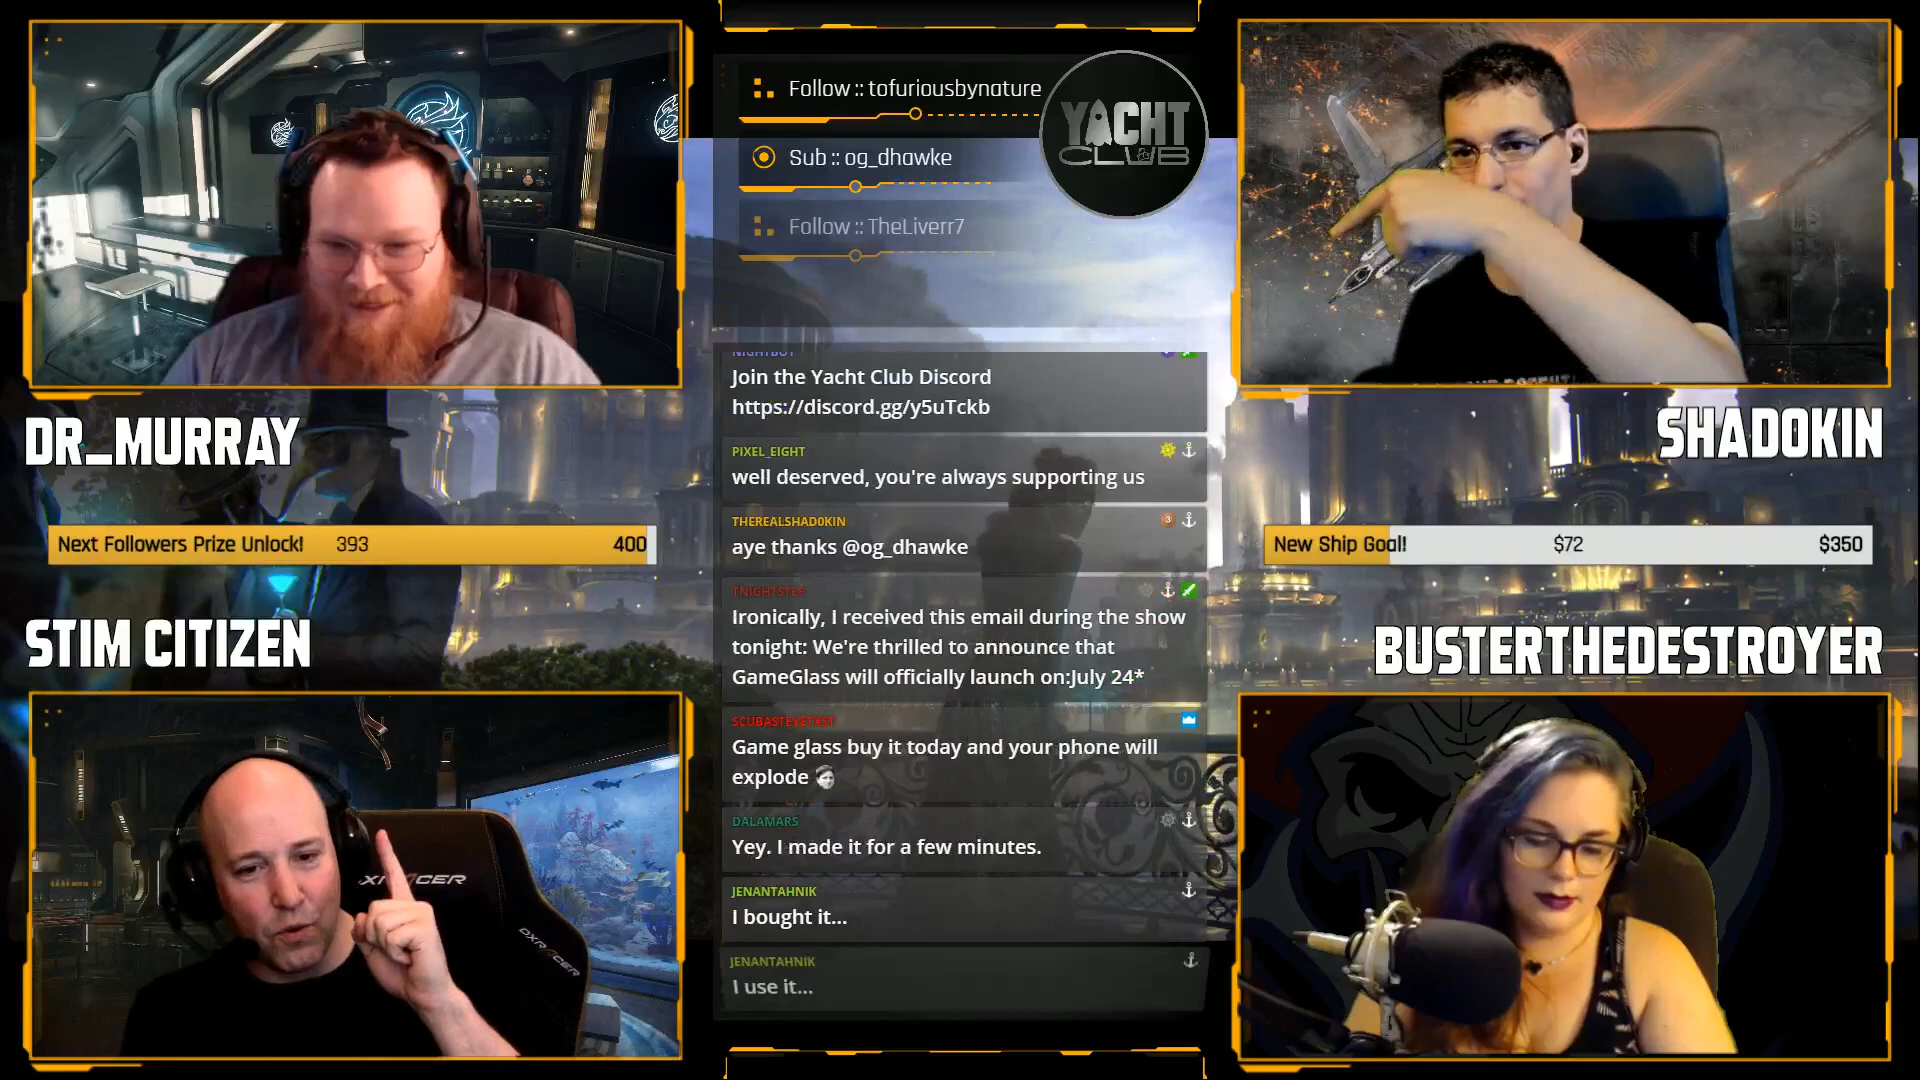 Follow :: tofuriousbynature
YACHT
CLUB
Sub :: og_dhawke
Follow :: TheLiverr7
NIGHTBOT
Join the Yacht Club Discord
https://discord.gg/y5uTckb
PIXEL_EIGHT
well deserved, you're always supporting us
THEREALSHAD0KIN
aye thanks @og_dhawke
TNIGHTSTER
Ironically, I received this email during the show
tonight: We're thrilled to announce that
GameGlass will officially launch on:July 24*
SCUBASTEVETXST
Game glass buy it today and your phone will
explode
DALAMARS
Yey. I made it for a few minutes.
JENANTAHNIK
I bought it...
JENANTAHNIK
I use it...
DR_MURRAY
Next Followers Prize Unlock! 393 400
STIM CITIZEN
SHADOKIN
New Ship Goal! $72 $350
BUSTERTHEDESTROYER
DXRACER